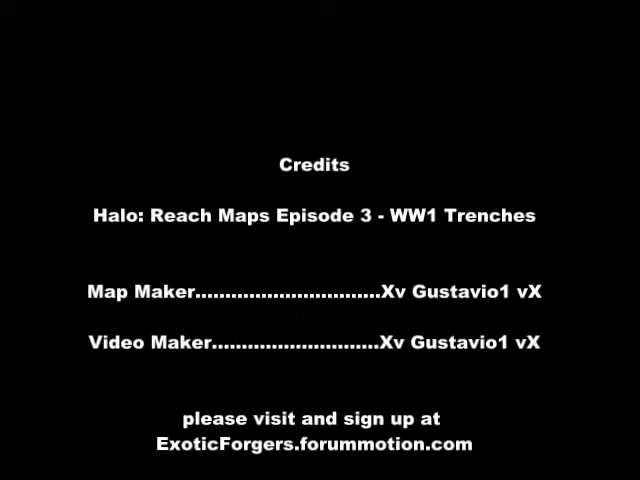 Credits
Halo: Reach Maps Episode 3 - WW1 Trenches
Map Maker...............................Xv Gustavio1 vX
Video Maker............................Xv Gustavio1 vX
please visit and sign up at
ExoticForgers.forummotion.com